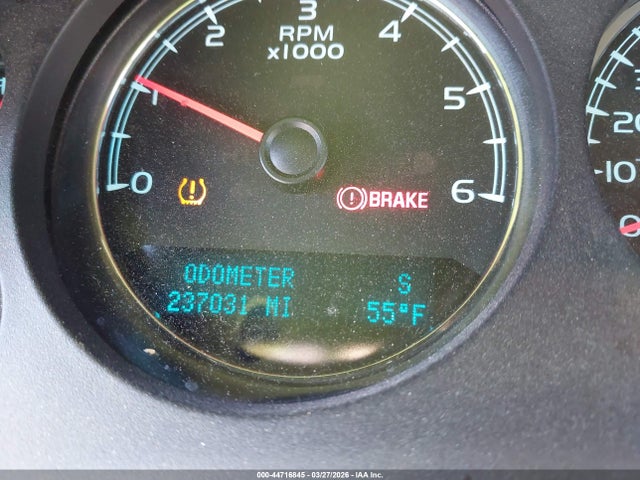 3
2 4
RPM
x1000
1 5
0 6
BRAKE
ODOMETER S
237031 MI 55°F
20
10
0
000-44716845 | 03/27/2026 | IAA Inc.